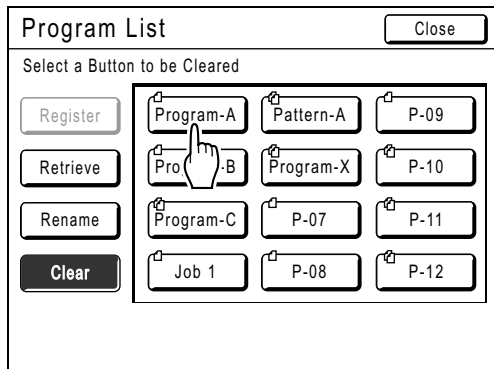 Program List
Close
Select a Button to be Cleared
Register
Program-A
Pattern-A
P-09
Retrieve
Pro -B
Program-X
P-10
Rename
Program-C
P-07
P-11
Clear
Job 1
P-08
P-12